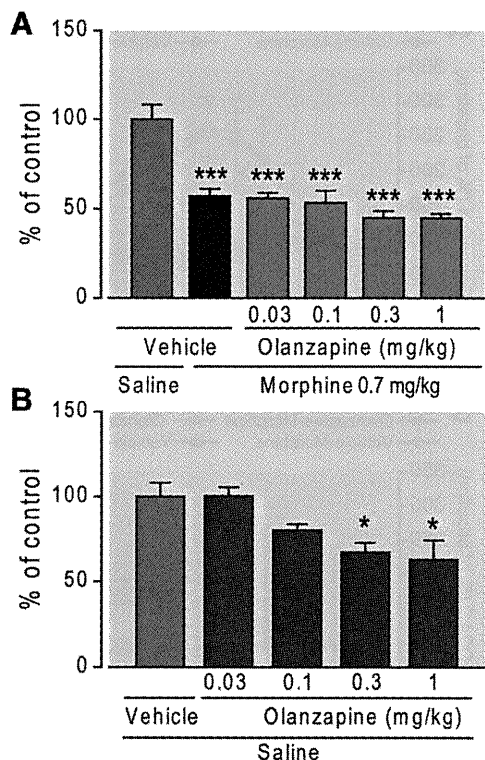 A
% of control
150
100
50
0
***
***
***
***
***
0.03 0.1 0.3 1
Vehicle Olanzapine (mg/kg)
Saline Morphine 0.7 mg/kg
B
% of control
150
100
50
0
*
*
0.03 0.1 0.3 1
Vehicle Olanzapine (mg/kg)
Saline